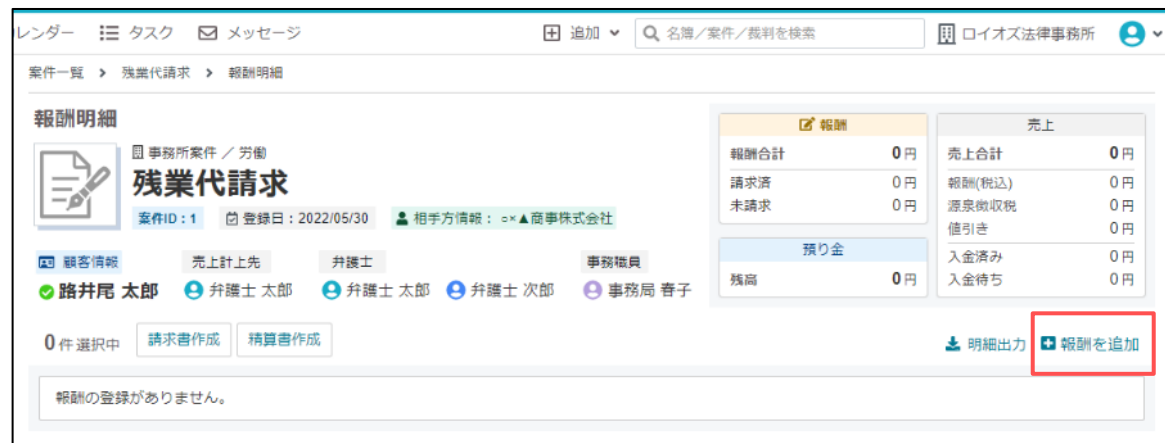 レンダー タスク メッセージ 追加 名簿／案件／裁判を検索 ロイオズ法律事務所
案件一覧 > 残業代請求 > 報酬明細
報酬明細
事務所案件 ／ 労働
残業代請求
案件ID：1 登録日：2022/05/30 相手方情報： ○×▲商事株式会社
顧客情報 売上計上先 弁護士 事務職員
路井尾 太郎 弁護士 太郎 弁護士 太郎 弁護士 次郎 事務局 春子
報酬
報酬合計 0 円
請求済 0 円
未請求 0 円
預り金
残高 0 円
売上
売上合計 0 円
報酬(税込) 0 円
源泉徴収税 0 円
値引き 0 円
入金済み 0 円
入金待ち 0 円
0 件 選択中 請求書作成 精算書作成 明細出力 報酬を追加
報酬の登録がありません。